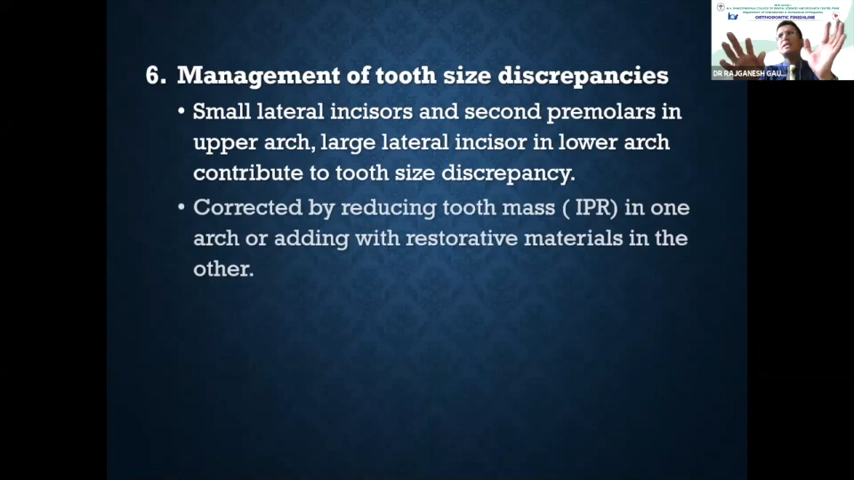 6. Management of tooth size discrepancies
• Small lateral incisors and second premolars in
upper arch, large lateral incisor in lower arch
contribute to tooth size discrepancy.
• Corrected by reducing tooth mass ( IPR) in one
arch or adding with restorative materials in the
other.
ORTHODONTIC FINISHLINE
DR RAJGANESH GAU...